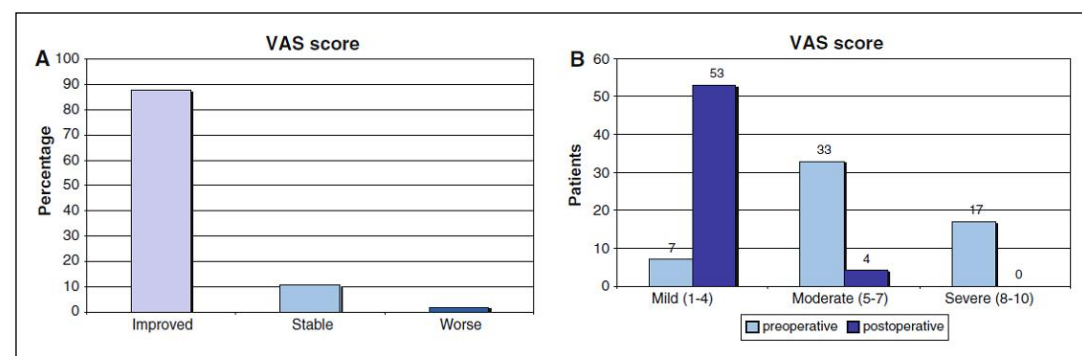 A
VAS score
Percentage
100
90
80
70
60
50
40
30
20
10
0
Improved Stable Worse
B
VAS score
Patients
60
50
40
30
20
10
0
7
53
33
4
17
0
Mild (1-4) Moderate (5-7) Severe (8-10)
preoperative postoperative